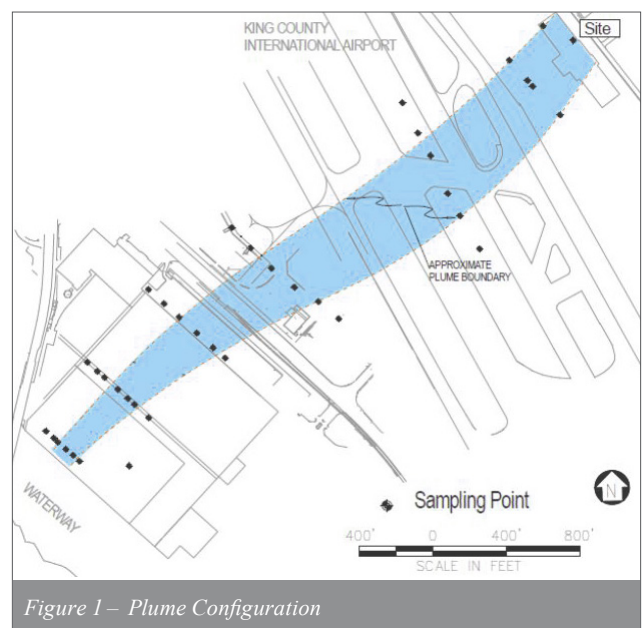 KING COUNTY
INTERNATIONAL AIRPORT
Site
APPROXIMATE
PLUME BOUNDARY
WATERWAY
N
Sampling Point
400' 0 400' 800'
SCALE IN FEET
Figure 1 – Plume Configuration